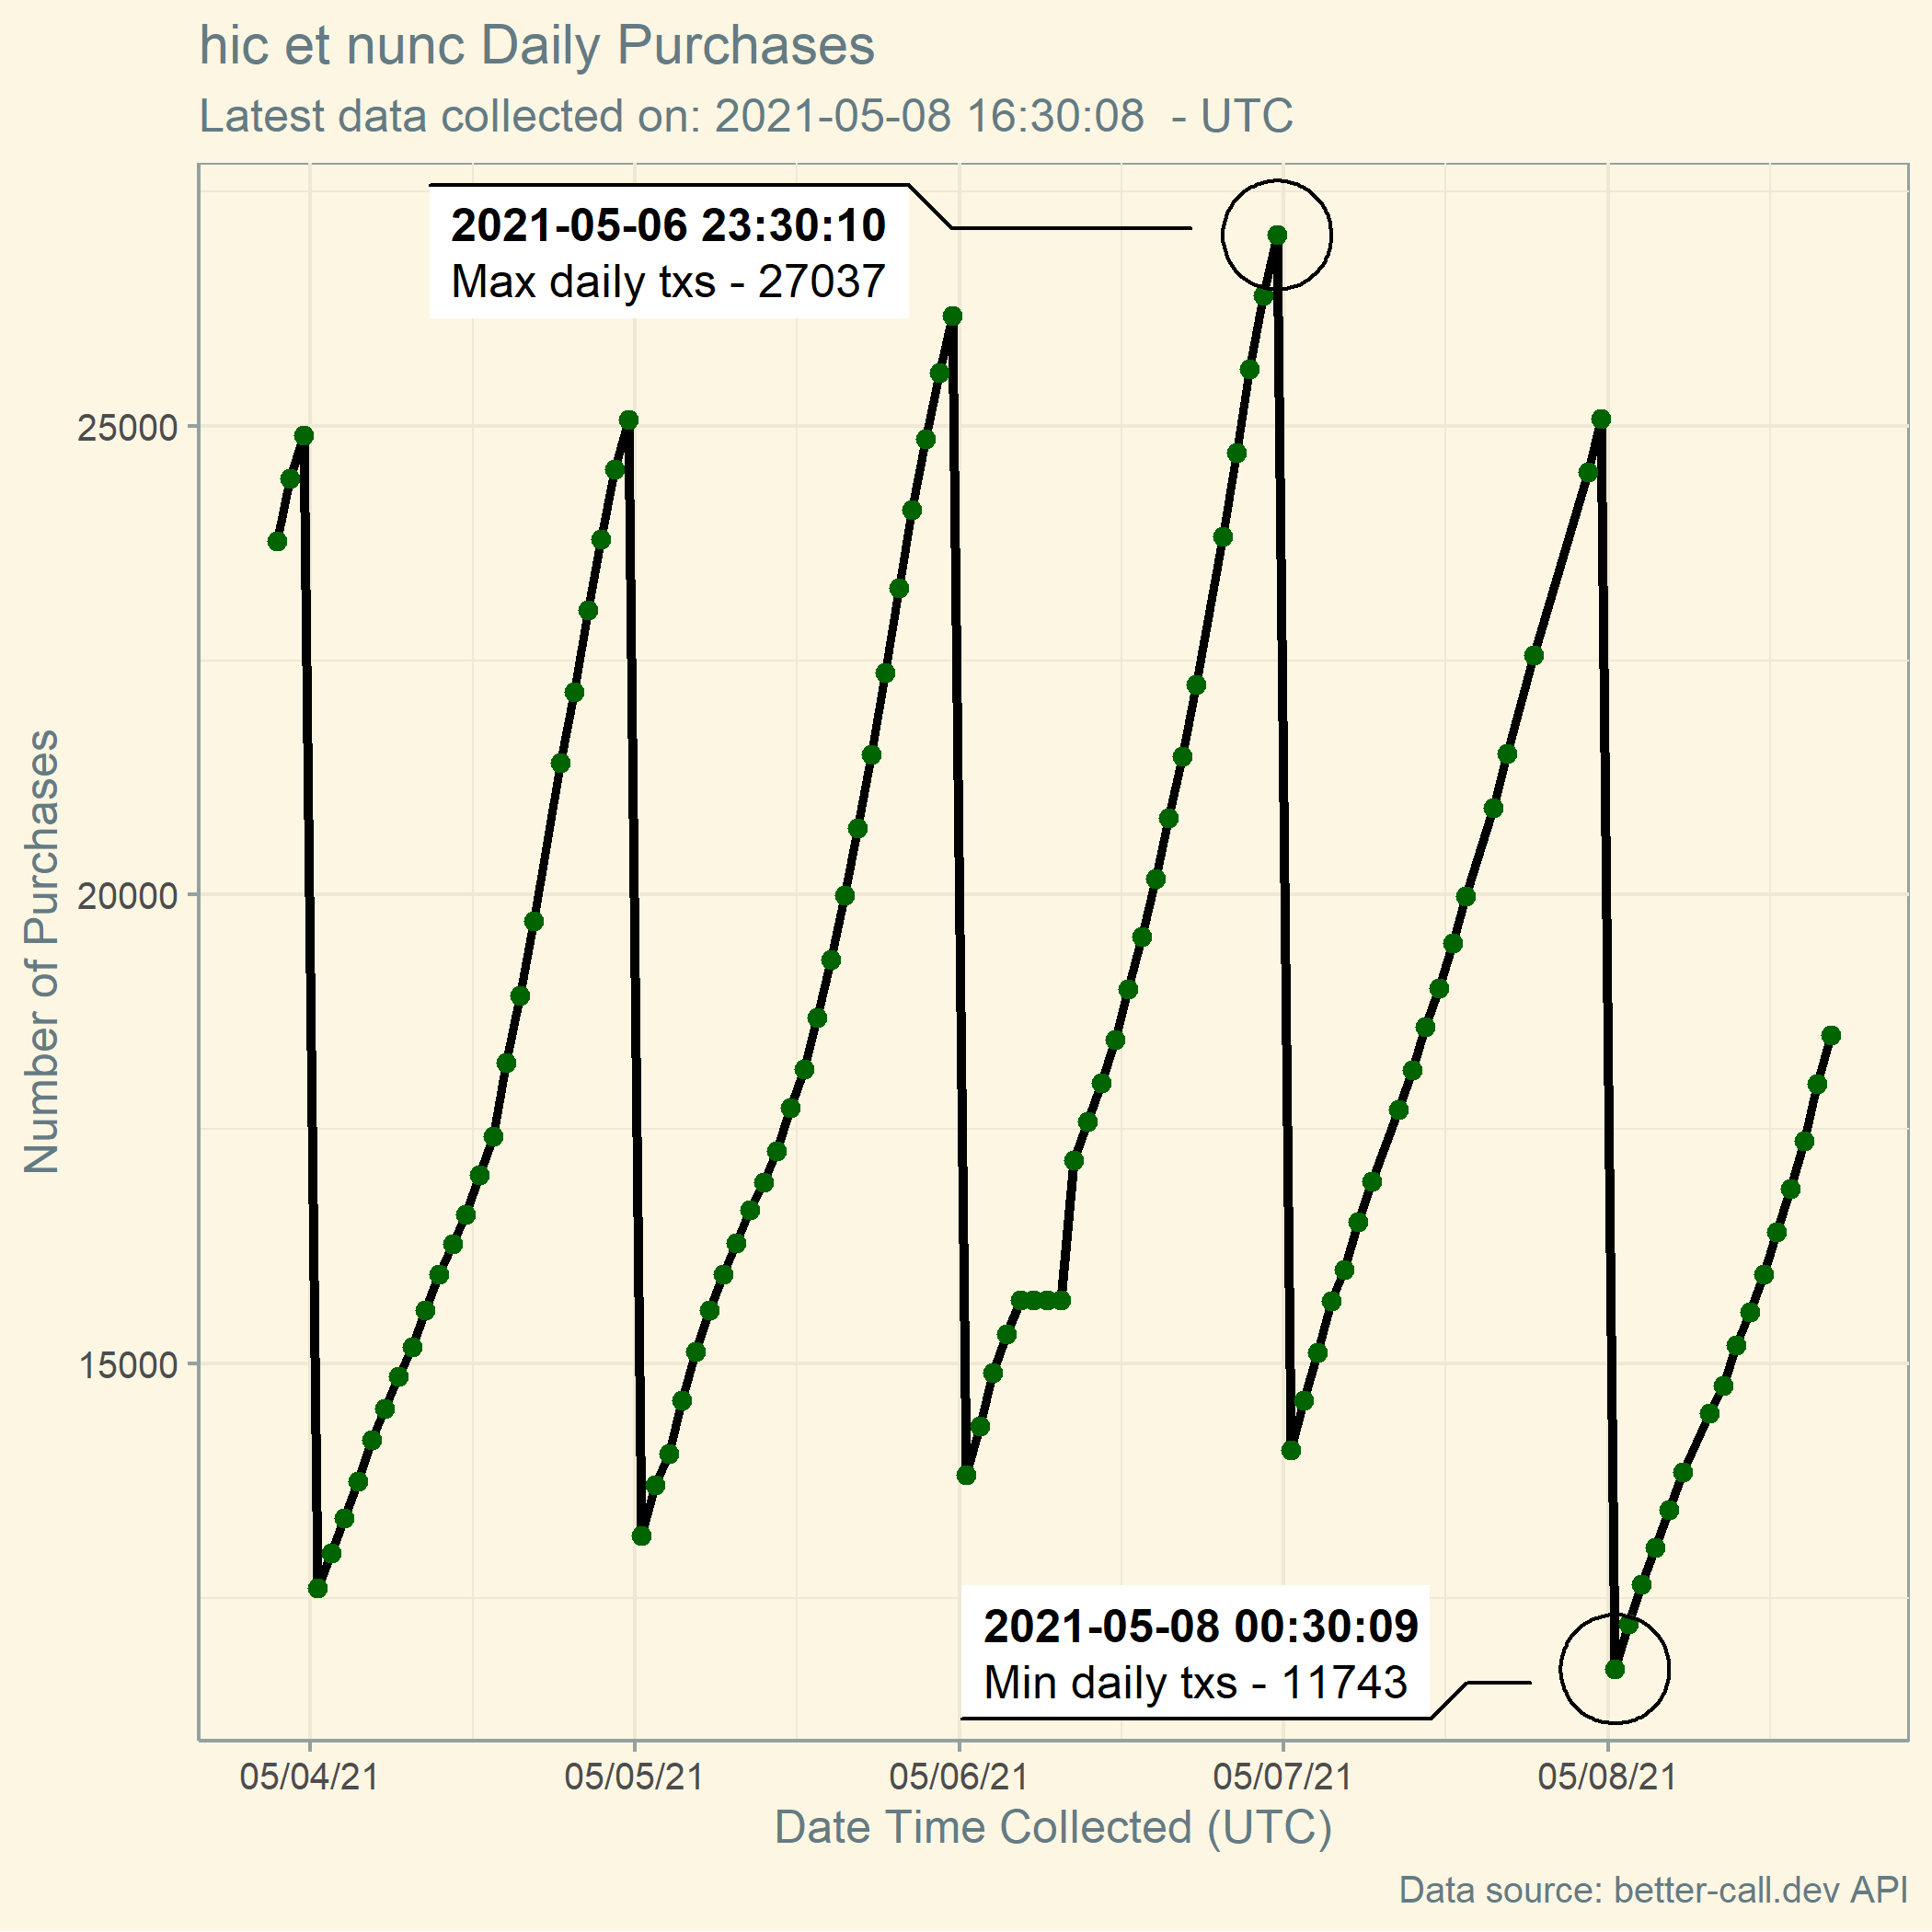 hic et nunc Daily Purchases
Latest data collected on: 2021-05-08 16:30:08  - UTC
2021-05-06 23:30:10
Max daily txs - 27037
25000
20000
15000
Number of Purchases
2021-05-08 00:30:09
Min daily txs - 11743
05/04/21
05/05/21
05/06/21
05/07/21
05/08/21
Date Time Collected (UTC)
Data source: better-call.dev API